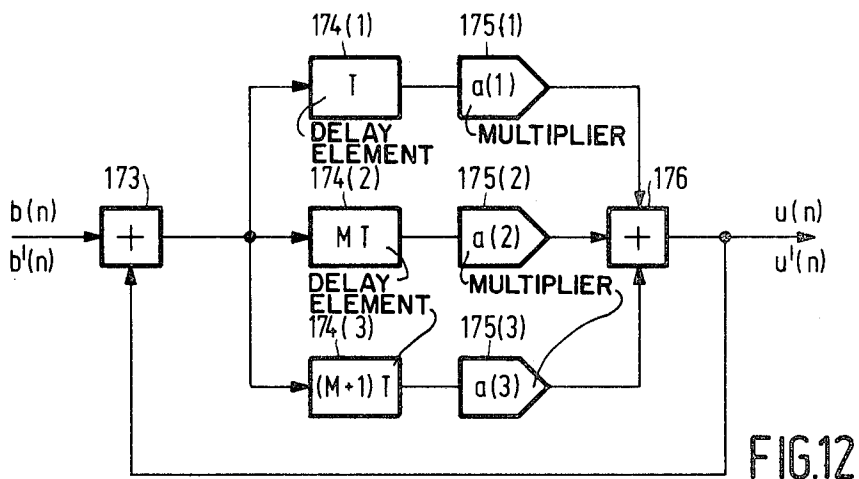 174(1)
175(1)
T
a(1)
DELAY
ELEMENT
MULTIPLIER
173
174(2)
175(2)
176
b(n)
b'(n)
+
MT
a(2)
+
u(n)
u'(n)
DELAY
ELEMENT
MULTIPLIER
174(3)
175(3)
(M+1) T
a(3)
FIG.12